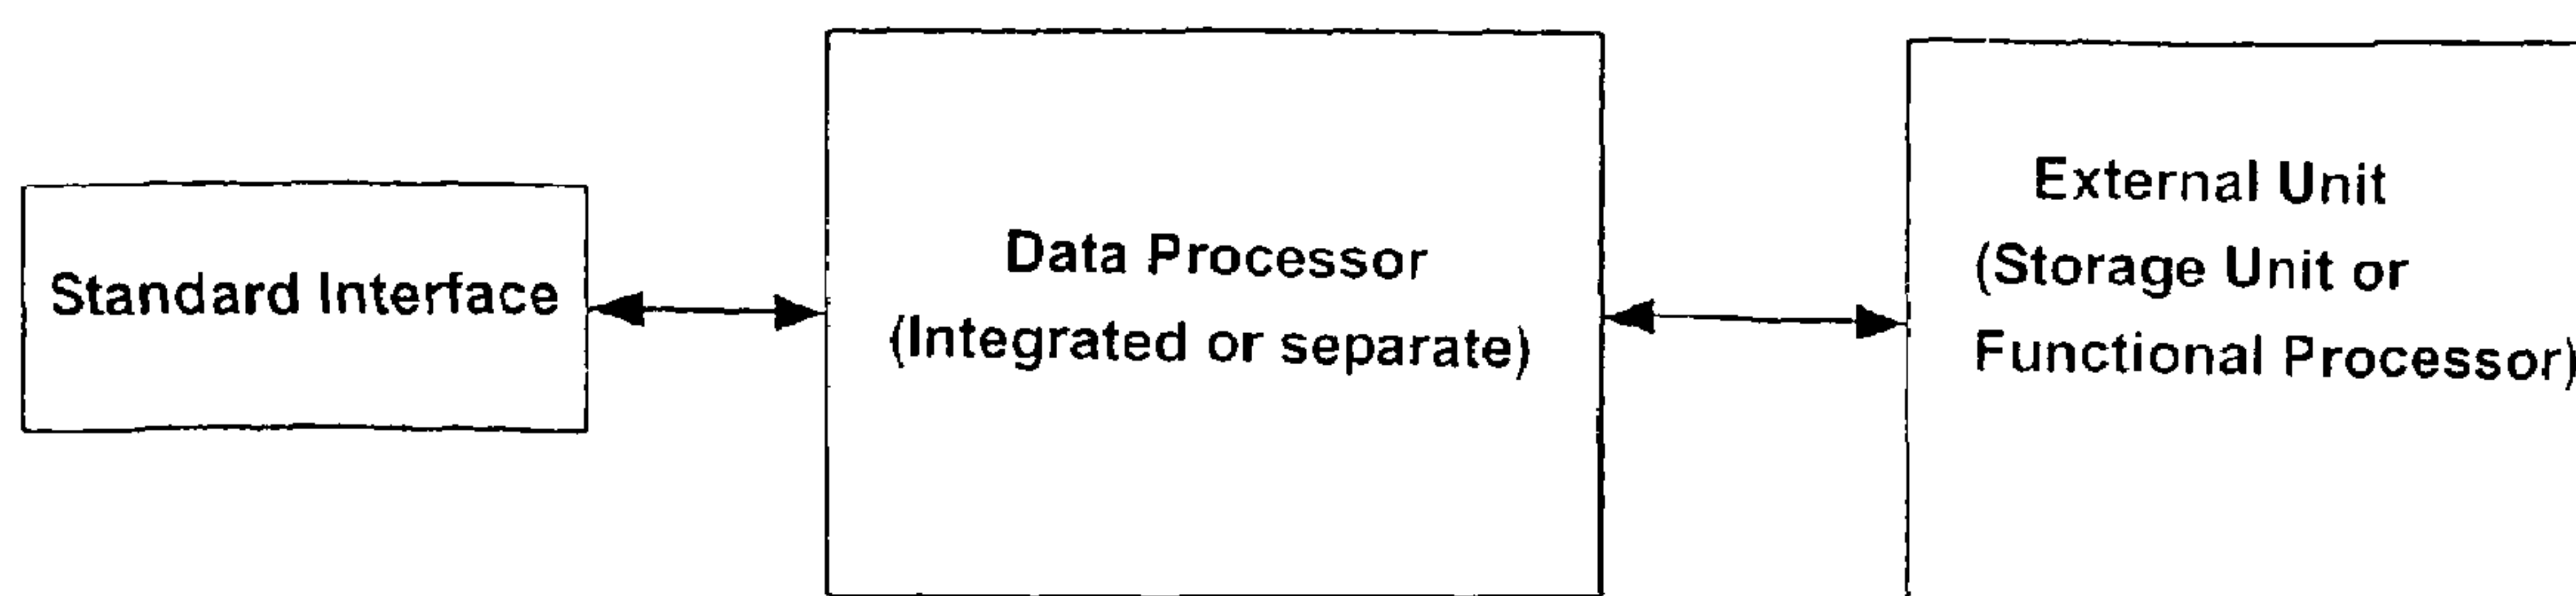 Standard Interface
Data Processor
(Integrated or separate)
External Unit
(Storage Unit or
Functional Processor)